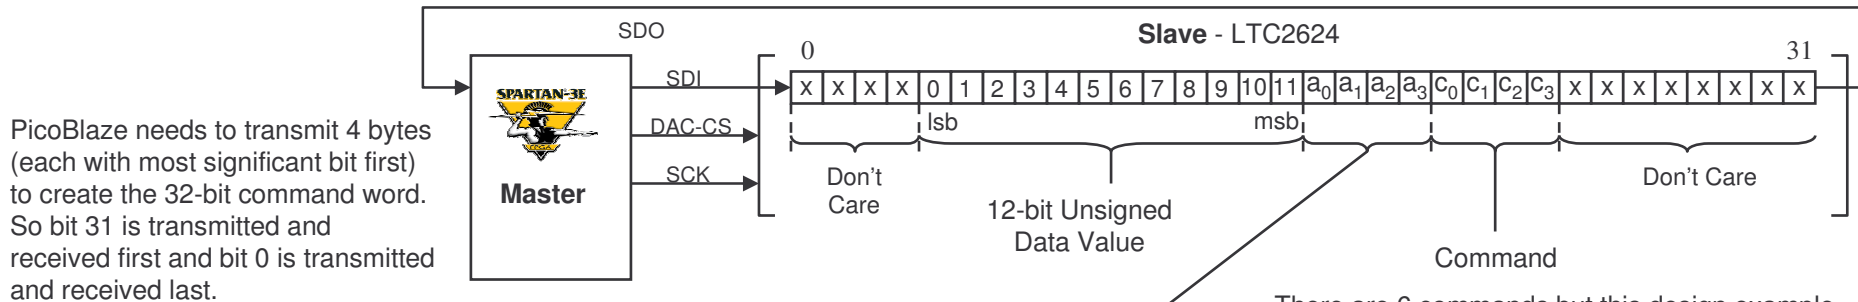 SDO
Slave - LTC2624
0 31
SDI
x x x x 0 1 2 3 4 5 6 7 8 9 10 11 a0 a1 a2 a3 c0 c1 c2 c3 x x x x x x x x
SPARTAN-3E
lsb msb
PicoBlaze needs to transmit 4 bytes
(each with most significant bit first)
to create the 32-bit command word.
So bit 31 is transmitted and
received first and bit 0 is transmitted
and received last.
DAC-CS
SCK
Master
Don't
Care
12-bit Unsigned
Data Value
Command
Don't Care
There are 6 commands but this design example